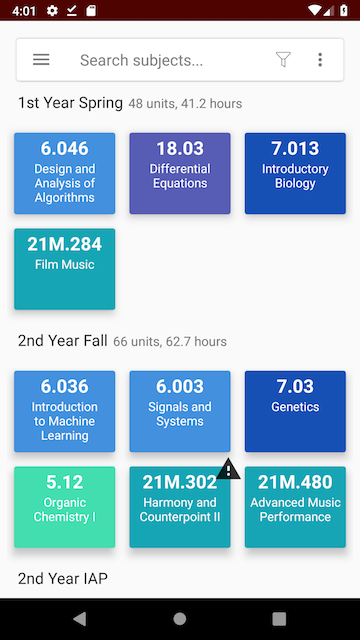 4:01
Search subjects...
1st Year Spring 48 units, 41.2 hours
6.046
Design and
Analysis of
Algorithms
18.03
Differential
Equations
7.013
Introductory
Biology
21M.284
Film Music
2nd Year Fall 66 units, 62.7 hours
6.036
Introduction
to Machine
Learning
6.003
Signals and
Systems
7.03
Genetics
5.12
Organic
Chemistry I
21M.302
Harmony and
Counterpoint II
21M.480
Advanced Music
Performance
2nd Year IAP